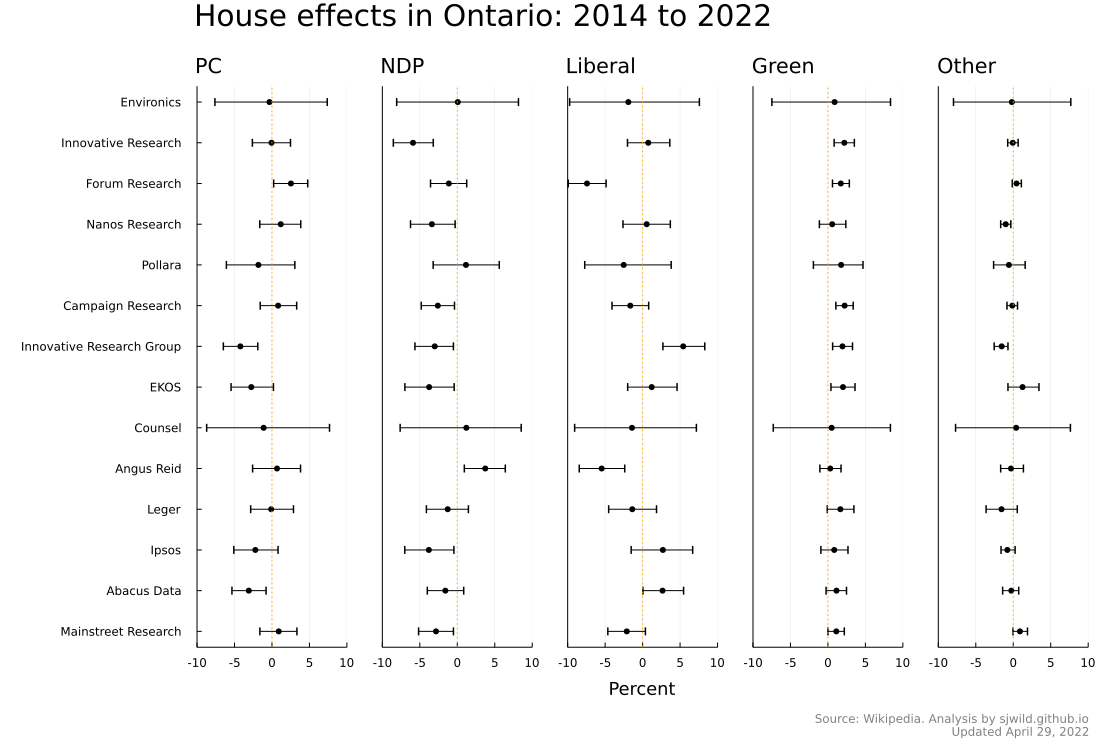 House effects in Ontario: 2014 to 2022
PC NDP Liberal Green Other
Environics
Innovative Research
Forum Research
Nanos Research
Pollara
Campaign Research
Innovative Research Group
EKOS
Counsel
Angus Reid
Leger
Ipsos
Abacus Data
Mainstreet Research
-10 -5 0 5 10 -10 -5 0 5 10 -10 -5 0 5 10 -10 -5 0 5 10 -10 -5 0 5 10
Percent
Source: Wikipedia. Analysis by sjwild.github.io
Updated April 29, 2022